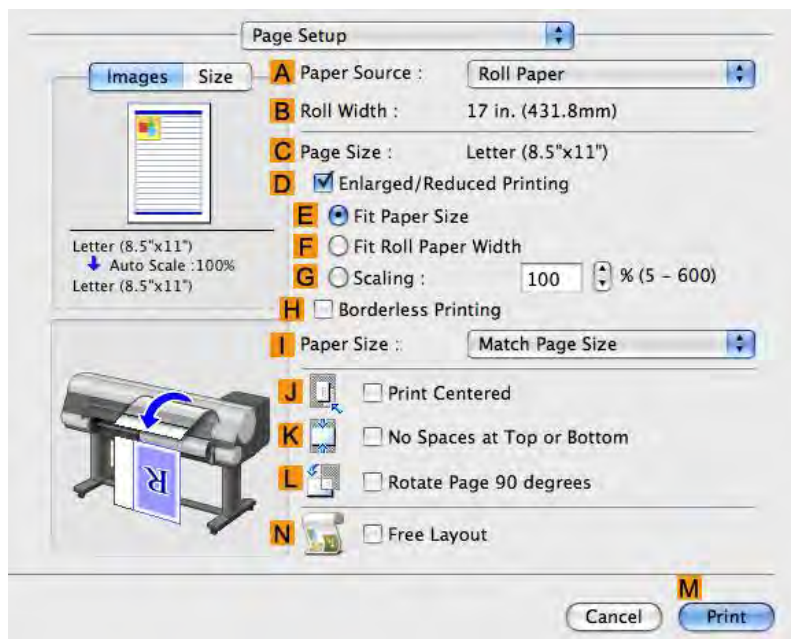 Page Setup
Images Size
A Paper Source : Roll Paper
B Roll Width : 17 in. (431.8mm)
C Page Size : Letter (8.5"x11")
D Enlarged/Reduced Printing
E Fit Paper Size
F Fit Roll Paper Width
G Scaling : 100 % (5 - 600)
Letter (8.5"x11")
Auto Scale :100%
Letter (8.5"x11")
H Borderless Printing
I Paper Size : Match Page Size
J Print Centered
K No Spaces at Top or Bottom
L Rotate Page 90 degrees
R
N Free Layout
M
Cancel Print